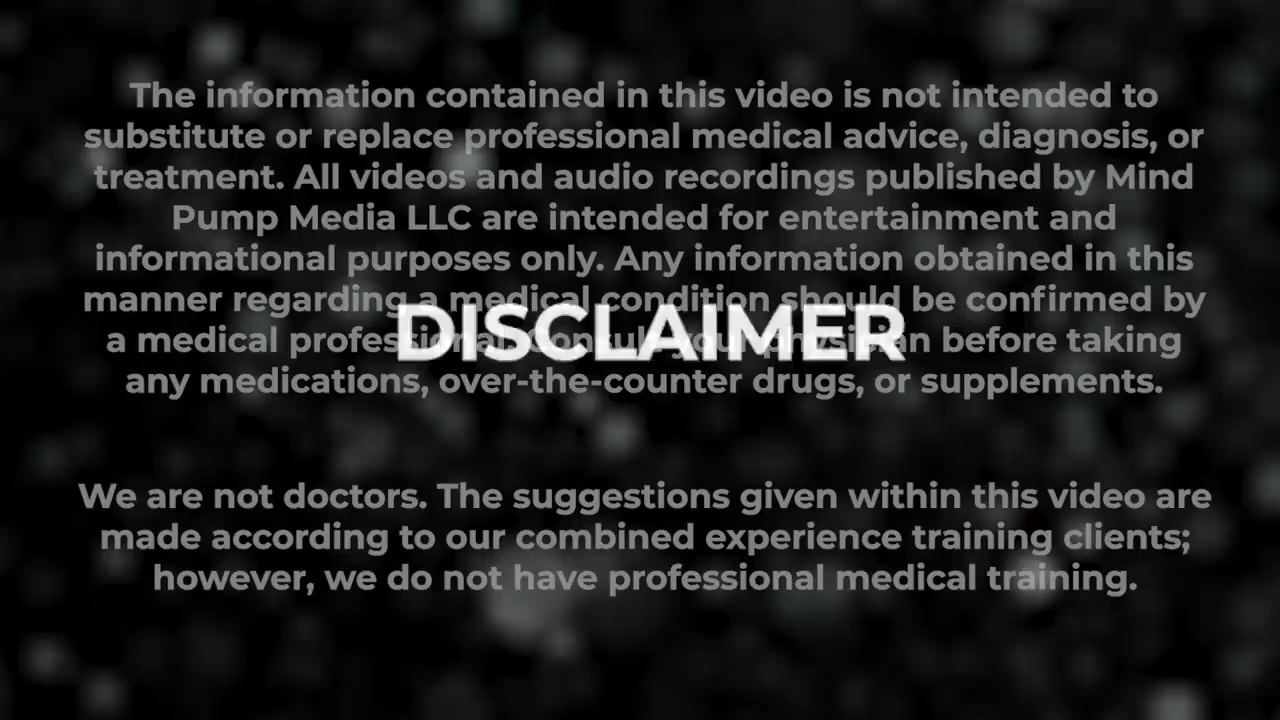 The information contained in this video is not intended to
substitute or replace professional medical advice, diagnosis, or
treatment. All videos and audio recordings published by Mind
Pump Media LLC are intended for entertainment and
informational purposes only. Any information obtained in this
manner regarding a medical condition should be confirmed by
DISCLAIMER
a medical professional. Consult your physician before taking
any medications, over-the-counter drugs, or supplements.
We are not doctors. The suggestions given within this video are
made according to our combined experience training clients;
however, we do not have professional medical training.